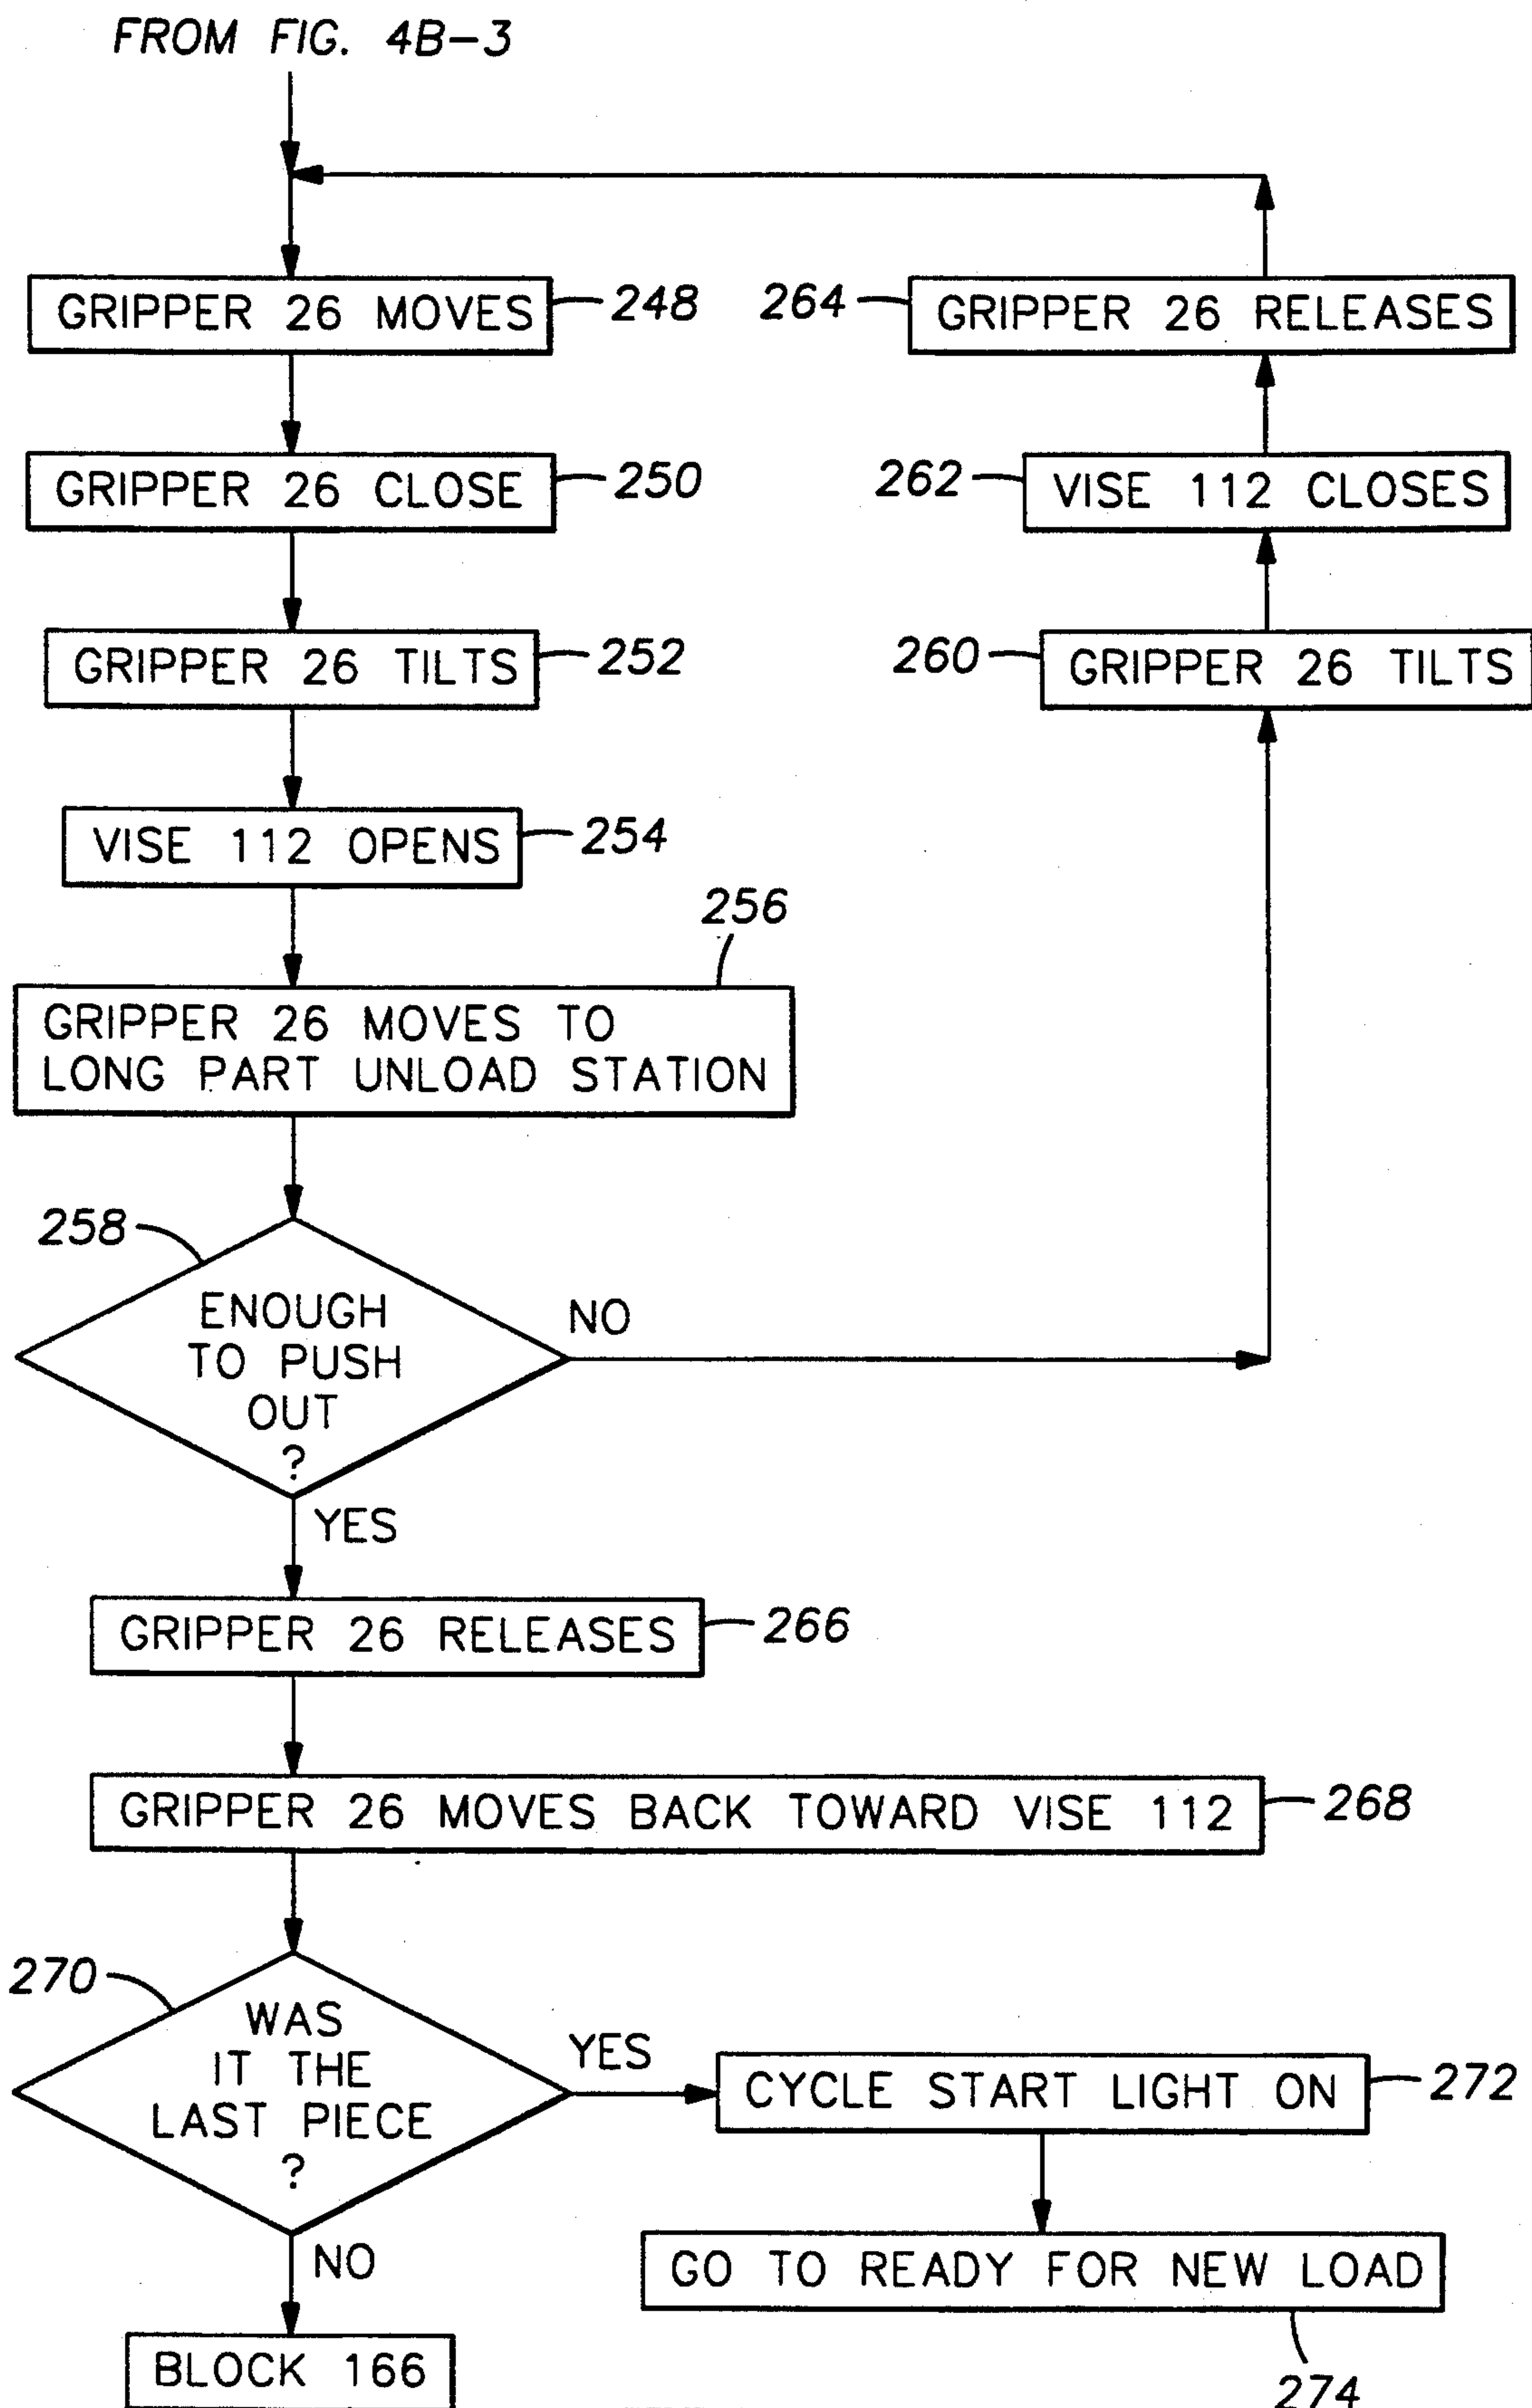 FROM FIG. 4B-3
GRIPPER 26 MOVES
248
264
GRIPPER 26 RELEASES
GRIPPER 26 CLOSE
250
262
VISE 112 CLOSES
GRIPPER 26 TILTS
252
260
GRIPPER 26 TILTS
VISE 112 OPENS
254
256
GRIPPER 26 MOVES TO
LONG PART UNLOAD STATION
258
ENOUGH
TO PUSH
OUT
?
NO
YES
GRIPPER 26 RELEASES
266
GRIPPER 26 MOVES BACK TOWARD VISE 112
268
270
WAS
IT THE
LAST PIECE
?
YES
CYCLE START LIGHT ON
272
NO
GO TO READY FOR NEW LOAD
274
BLOCK 166